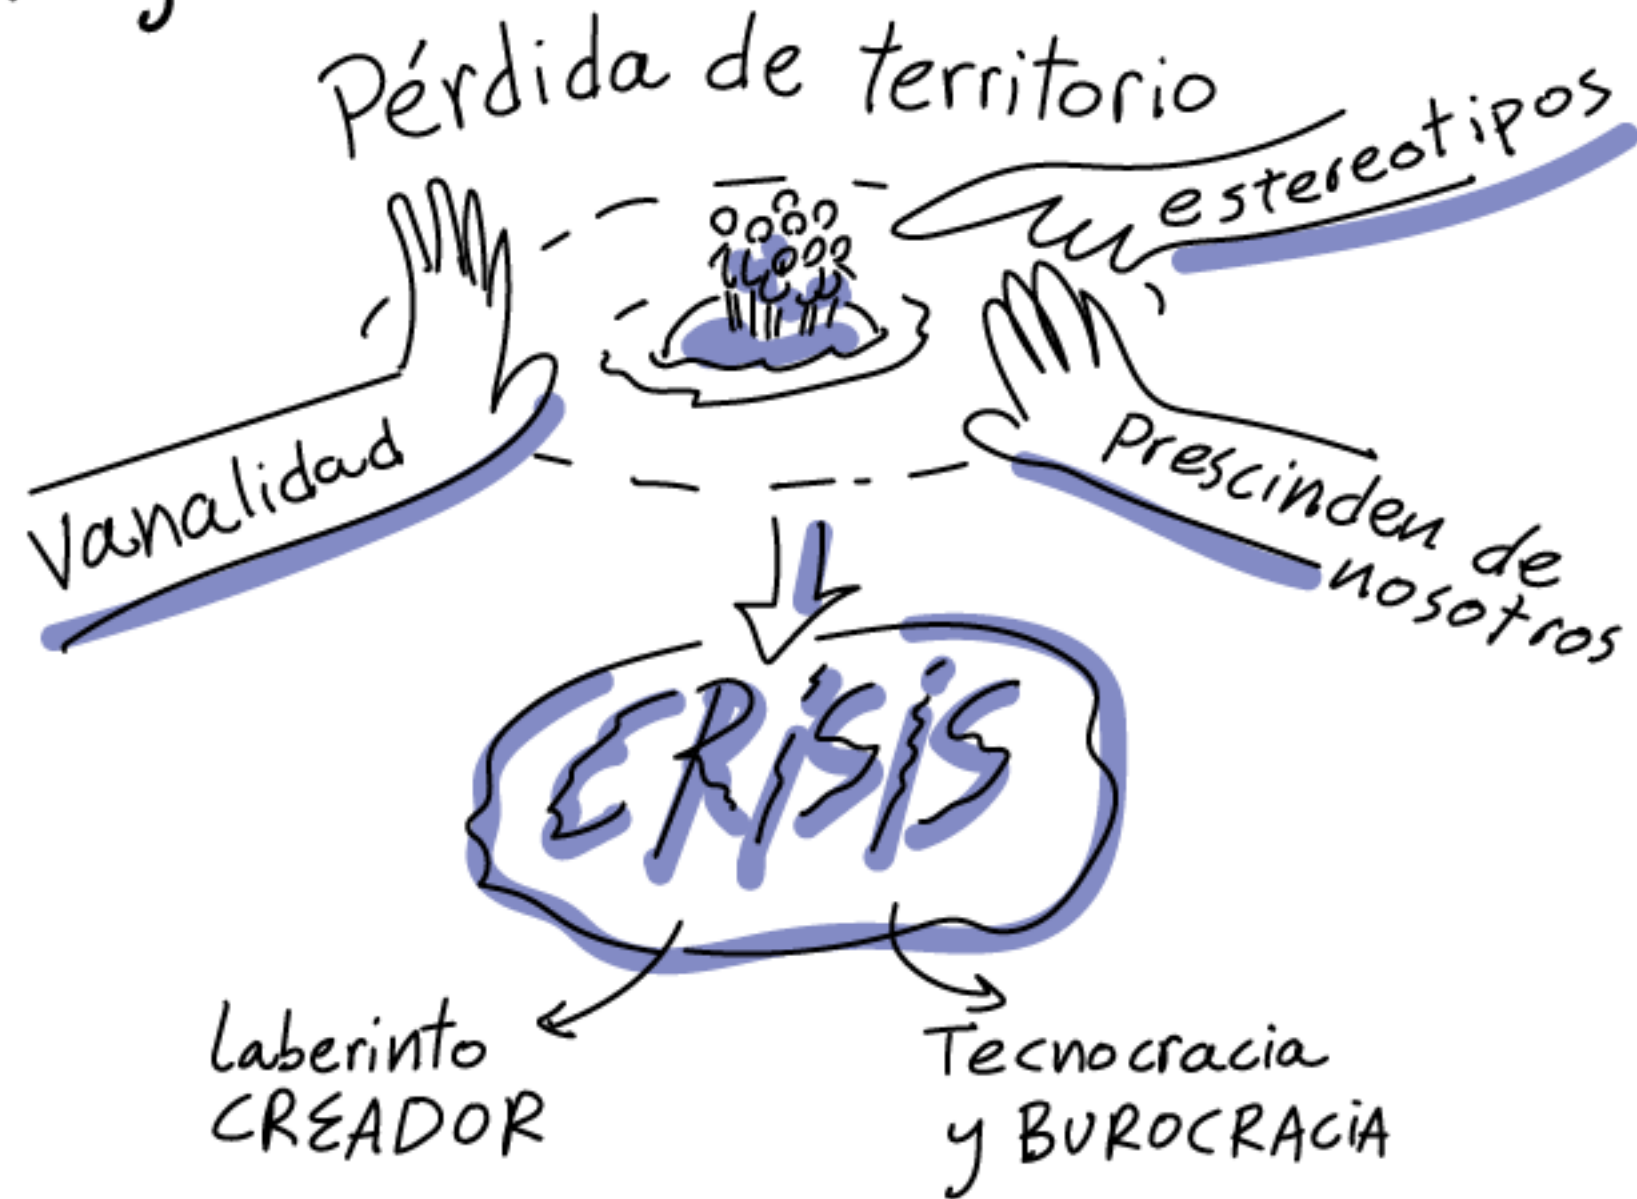 Pérdida de territorio
estereotipos
Vanalidad
Prescinden de
nosotros
CRiSiS
laberinto
CREADOR
Tecnocracia
y BUROCRACiA